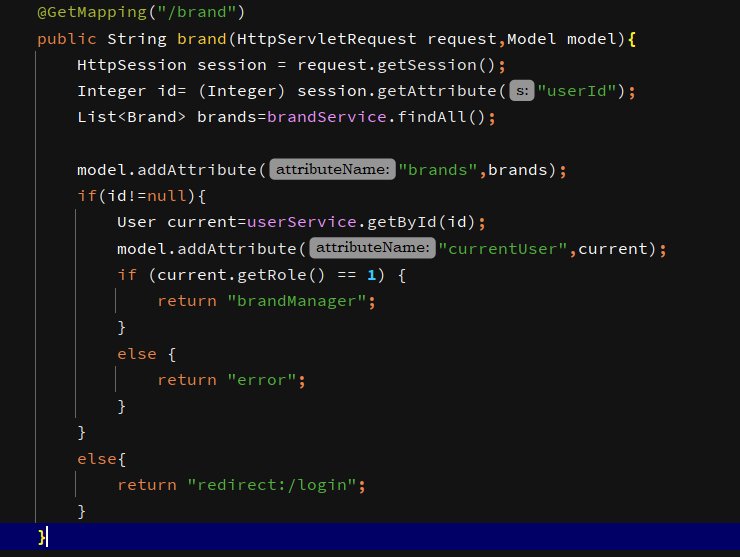 @GetMapping("/brand")
public String brand(HttpServletRequest request,Model model){
HttpSession session = request.getSession();
Integer id= (Integer) session.getAttribute( s: "userId");
List<Brand> brands=brandService.findAll();
model.addAttribute( attributeName: "brands",brands);
if(id!=null){
User current=userService.getById(id);
model.addAttribute( attributeName: "currentUser",current);
if (current.getRole() == 1) {
return "brandManager";
}
else {
return "error";
}
}
else{
return "redirect:/login";
}
}